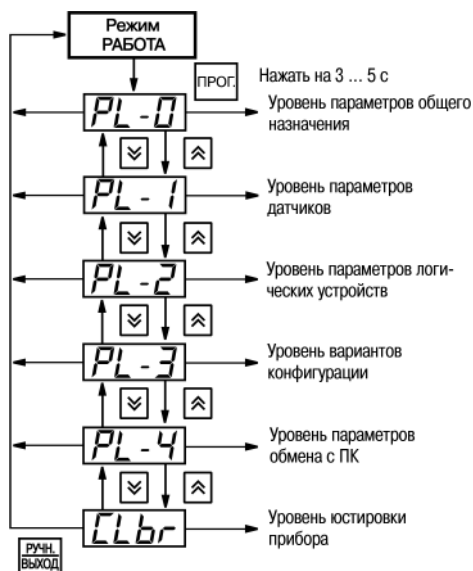 Режим
РАБОТА
ПРОГ.
Нажать на 3 ... 5 с
PL-0
Уровень параметров общего
назначения
PL-1
Уровень параметров
датчиков
PL-2
Уровень параметров логи-
ческих устройств
PL-3
Уровень вариантов
конфигурации
PL-4
Уровень параметров
обмена с ПК
CLbr
Уровень юстировки
прибора
РУЧН.
ВЫХОД